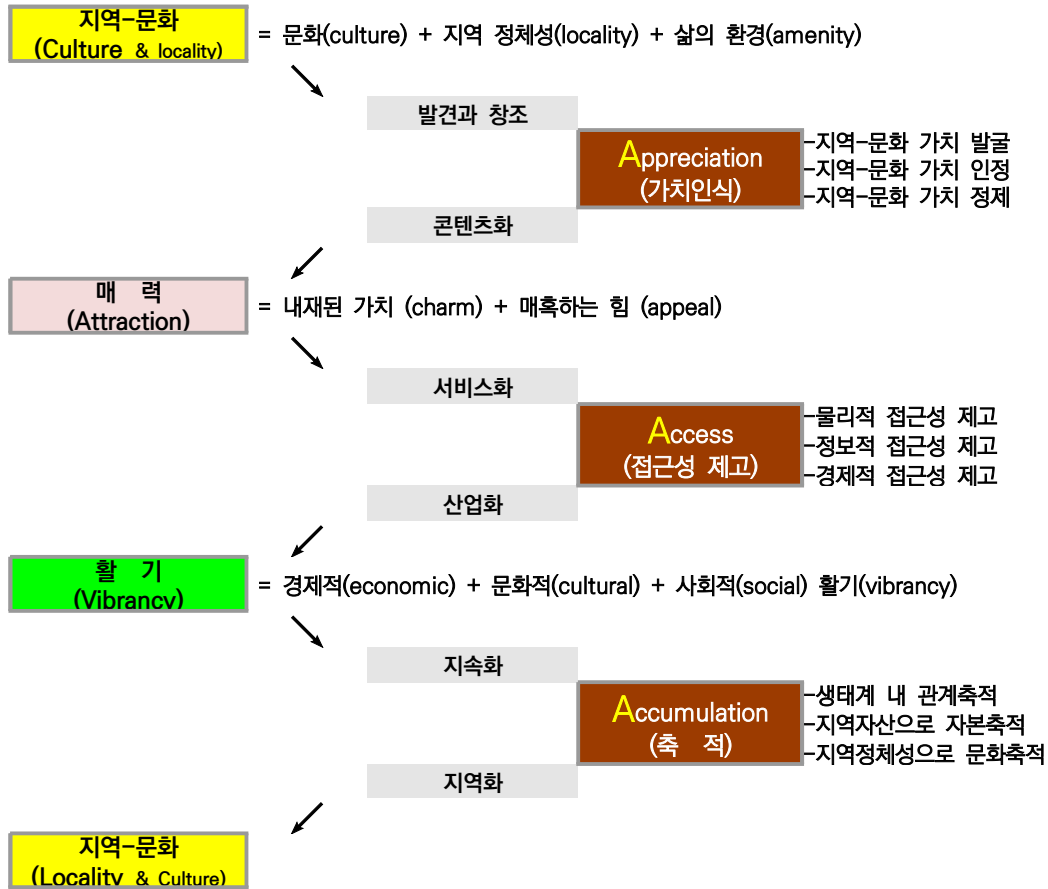 지역-문화
(Culture & locality)
= 문화(culture) + 지역 정체성(locality) + 삶의 환경(amenity)
발견과 창조
Appreciation
(가치인식)
-지역-문화 가치 발굴
-지역-문화 가치 인정
-지역-문화 가치 정제
콘텐츠화
매 력
(Attraction)
= 내재된 가치 (charm) + 매혹하는 힘 (appeal)
서비스화
Access
(접근성 제고)
-물리적 접근성 제고
-정보적 접근성 제고
-경제적 접근성 제고
산업화
활 기
(Vibrancy)
= 경제적(economic) + 문화적(cultural) + 사회적(social) 활기(vibrancy)
지속화
Accumulation
(축 적)
-생태계 내 관계축적
-지역자산으로 자본축적
-지역정체성으로 문화축적
지역화
지역-문화
(Locality & Culture)